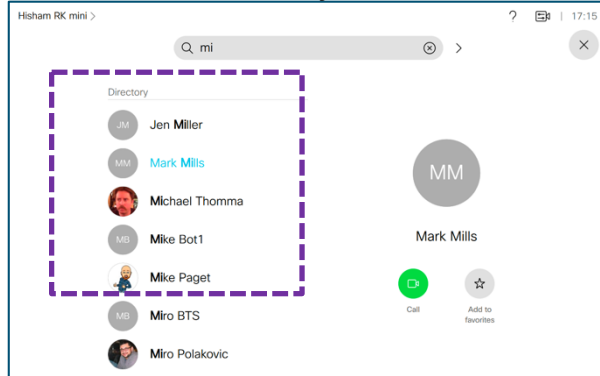 Hisham RK mini >
? | 17:15
mi
Directory
JM Jen Miller
MM Mark Mills
Michael Thomma
MB Mike Bot1
Mike Paget
MB Miro BTS
Miro Polakovic
MM
Mark Mills
Call
Add to
favorites